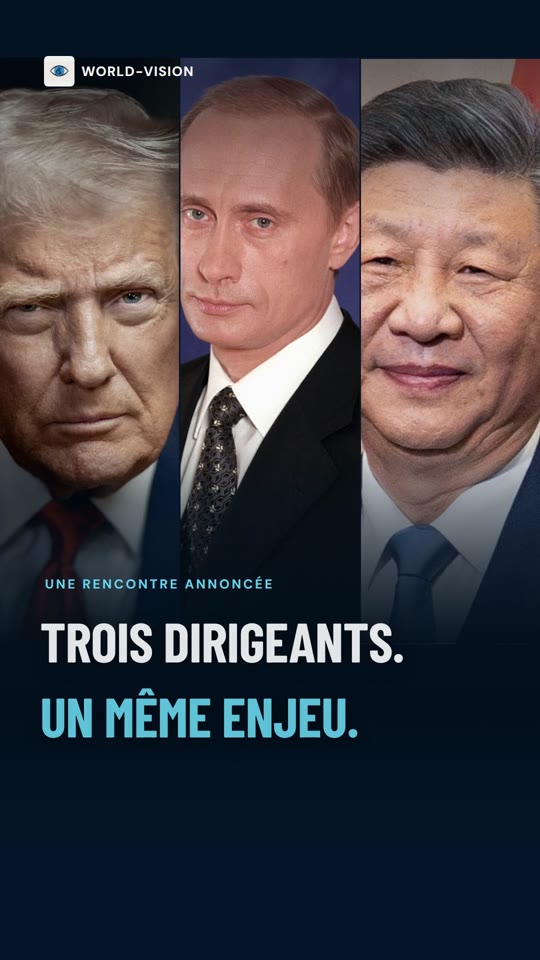 WORLD-VISION
UNE RENCONTRE ANNONCÉE
TROIS DIRIGEANTS.
UN MÊME ENJEU.